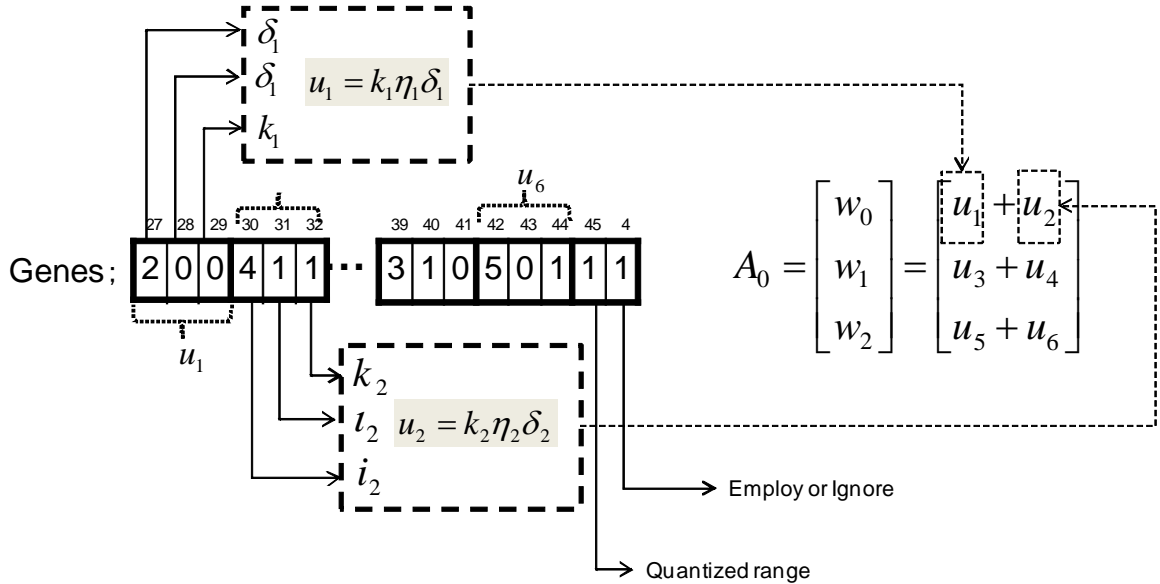 δ₁
δ₁ u₁ = k₁η₁δ₁
k₁
u₆
27 28 29 30 31 32 39 40 41 42 43 44 45 4
Genes; 2 0 0 4 1 1 ... 3 1 0 5 0 1 1 1
u₁
A₀ = [w₀ w₁ w₂] = [u₁ + u₂
u₃ + u₄
u₅ + u₆]
k₂
ι₂ u₂ = k₂η₂δ₂
i₂
Employ or Ignore
Quantized range